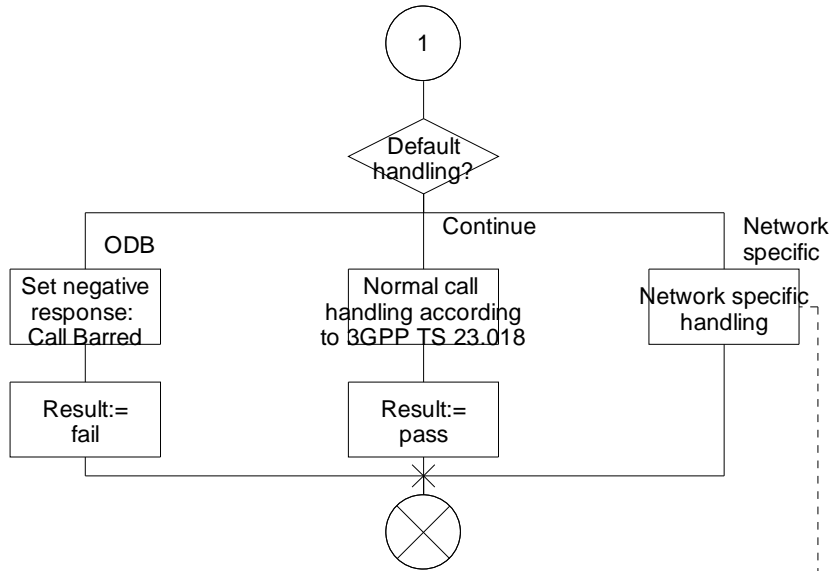 1
Default
handling?
ODB
Continue
Network
specific
Set negative
response:
Call Barred
Normal call
handling according
to 3GPP TS 23.018
Network specific
handling
Result:=
fail
Result:=
pass